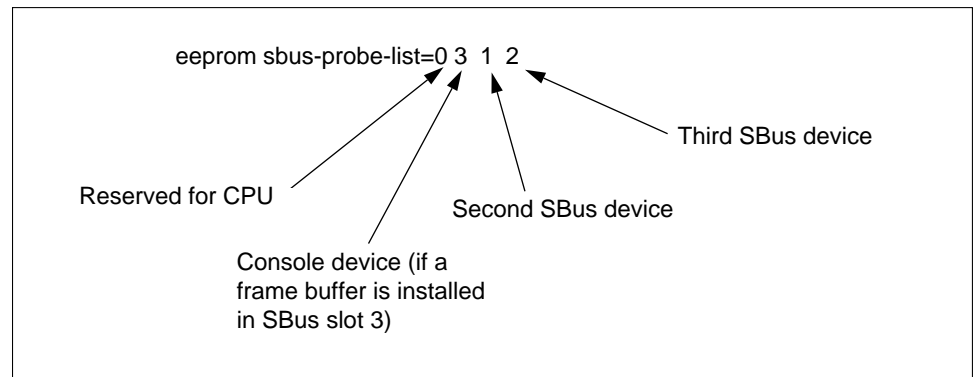 eeprom sbus-probe-list=0 3 1 2
Third SBus device
Reserved for CPU
Second SBus device
Console device (if a
frame buffer is installed
in SBus slot 3)